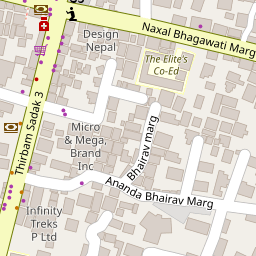 Design
Nepal
Naxal Bhagawati Marg
The Elite's
Co-Ed
Thirbam Sadak 3
Micro
& Mega,
Brand
Inc
Bhairav marg
Ananda Bhairav Marg
Infinity
Treks
P Ltd